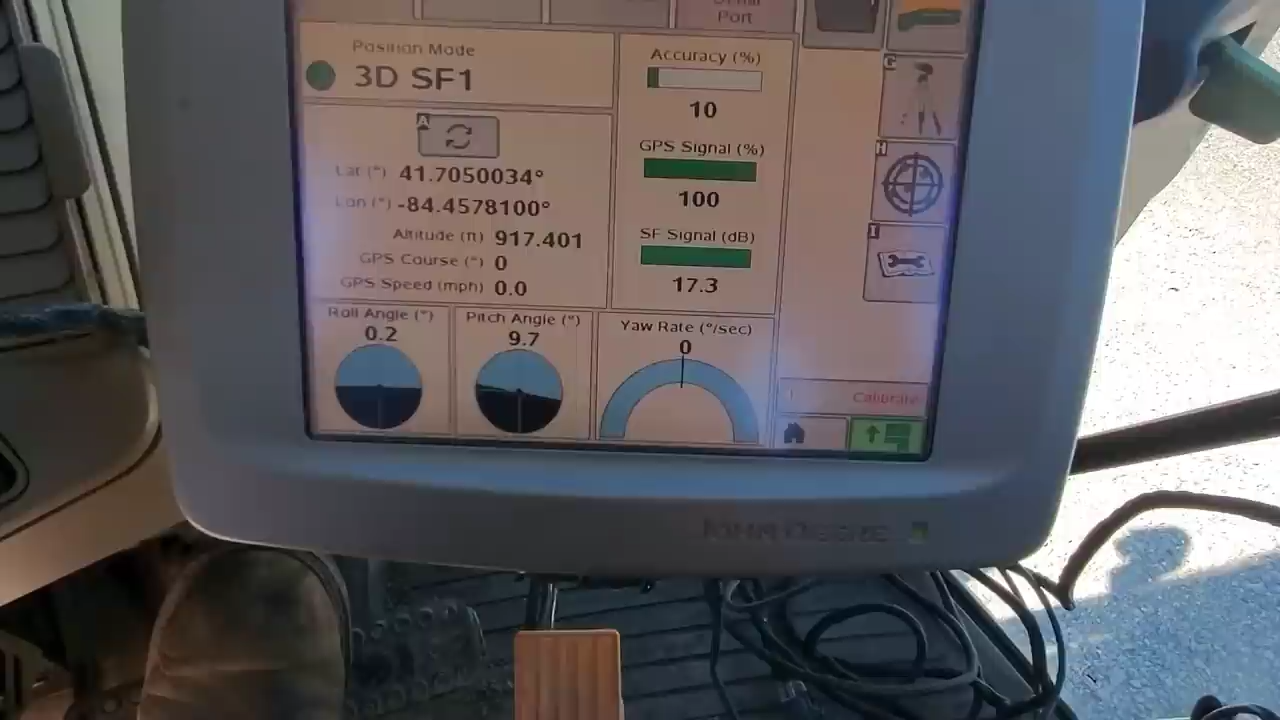 Port
Position Mode
3D SF1
A
Lat (°) 41.7050034°
Lon (°) -84.4578100°
Altitude (ft) 917.401
GPS Course (°) 0
GPS Speed (mph) 0.0
Accuracy (%)
10
GPS Signal (%)
100
SF Signal (dB)
17.3
Roll Angle (°)
0.2
Pitch Angle (°)
9.7
Yaw Rate (°/sec)
0
G
H
I
Calibrate
JOHN DEERE